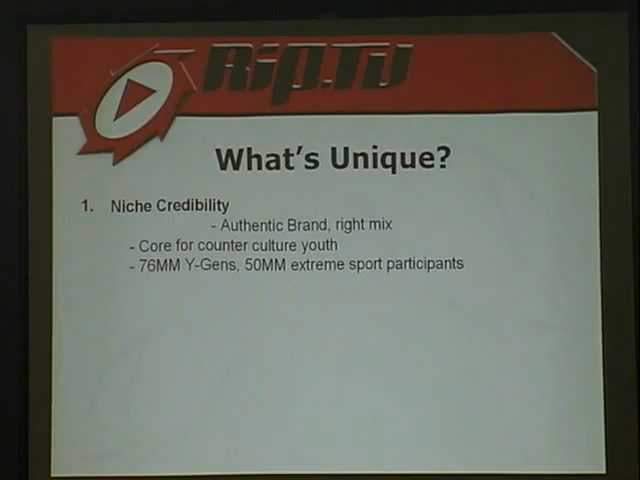 Rip.Tv
What's Unique?
1. Niche Credibility
- Authentic Brand, right mix
- Core for counter culture youth
- 76MM Y-Gens, 50MM extreme sport participants